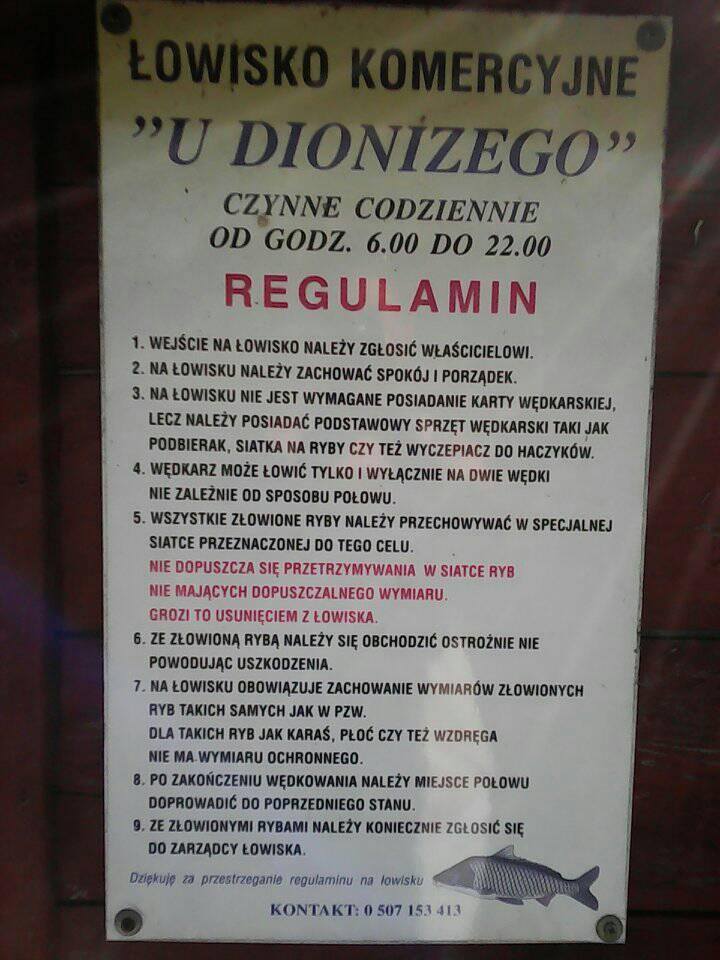 ŁOWISKO KOMERCYJNE
"U DIONIZEGO"
CZYNNE CODZIENNIE
OD GODZ. 6.00 DO 22.00
REGULAMIN
1. WEJŚCIE NA ŁOWISKO NALEŻY ZGŁOSIĆ WŁAŚCICIELOWI.
2. NA ŁOWISKU NALEŻY ZACHOWAĆ SPOKÓJ I PORZĄDEK.
3. NA ŁOWISKU NIE JEST WYMAGANE POSIADANIE KARTY WĘDKARSKIEJ,
LECZ NALEŻY POSIADAĆ PODSTAWOWY SPRZĘT WĘDKARSKI TAKI JAK
PODBIERAK, SIATKA NA RYBY CZY TEŻ WYCZEPIACZ DO HACZYKÓW.
4. WĘDKARZ MOŻE ŁOWIĆ TYLKO I WYŁĄCZNIE NA DWIE WĘDKI
NIE ZALEŻNIE OD SPOSOBU POŁOWU.
5. WSZYSTKIE ZŁOWIONE RYBY NALEŻY PRZECHOWYWAĆ W SPECJALNEJ
SIATCE PRZEZNACZONEJ DO TEGO CELU.
NIE DOPUSZCZA SIĘ PRZETRZYMYWANIA W SIATCE RYB
NIE MAJĄCYCH DOPUSZCZALNEGO WYMIARU.
GROZI TO USUNIĘCIEM Z ŁOWISKA.
6. ZE ZŁOWIONĄ RYBĄ NALEŻY SIĘ OBCHODZIĆ OSTROŻNIE NIE
POWODUJĄC USZKODZENIA.
7. NA ŁOWISKU OBOWIĄZUJE ZACHOWANIE WYMIARÓW ZŁOWIONYCH
RYB TAKICH SAMYCH JAK W PZW.
DLA TAKICH RYB JAK KARAŚ, PŁOĆ CZY TEŻ WZDRĘGA
NIE MA WYMIARU OCHRONNEGO.
8. PO ZAKOŃCZENIU WĘDKOWANIA NALEŻY MIEJSCE POŁOWU
DOPROWADIĆ DO POPRZEDNIEGO STANU.
9. ZE ZŁOWIONYMI RYBAMI NALEŻY KONIECZNIE ZGŁOSIĆ SIĘ
DO ZARZĄDCY ŁOWISKA.
Dziękuję za przestrzeganie regulaminu na łowisku
KONTAKT: 0 507 153 413